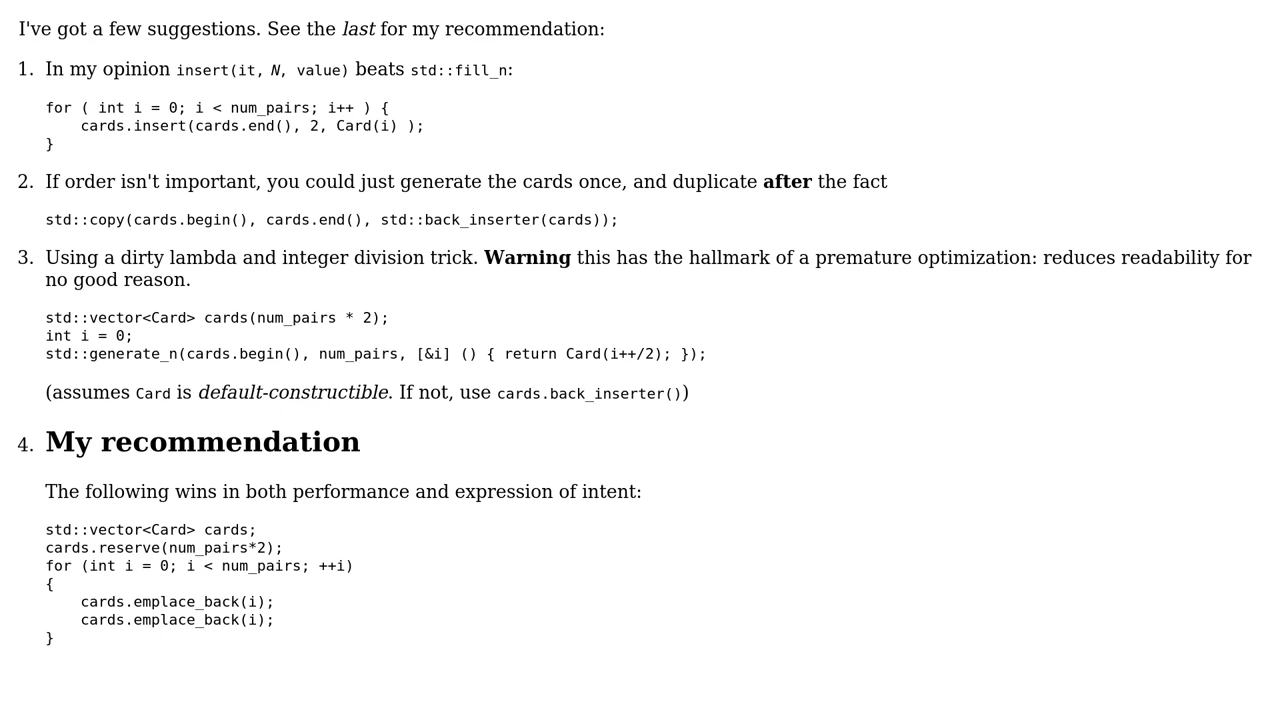 I've got a few suggestions. See the last for my recommendation:
1. In my opinion insert(it, N, value) beats std::fill_n:
for ( int i = 0; i < num_pairs; i++ ) {
    cards.insert(cards.end(), 2, Card(i) );
}
2. If order isn't important, you could just generate the cards once, and duplicate after the fact
std::copy(cards.begin(), cards.end(), std::back_inserter(cards));
3. Using a dirty lambda and integer division trick. Warning this has the hallmark of a premature optimization: reduces readability for
no good reason.
std::vector<Card> cards(num_pairs * 2);
int i = 0;
std::generate_n(cards.begin(), num_pairs, [&i] () { return Card(i++/2); });
(assumes Card is default-constructible. If not, use cards.back_inserter())
4. My recommendation
The following wins in both performance and expression of intent:
std::vector<Card> cards;
cards.reserve(num_pairs*2);
for (int i = 0; i < num_pairs; ++i)
{
    cards.emplace_back(i);
    cards.emplace_back(i);
}